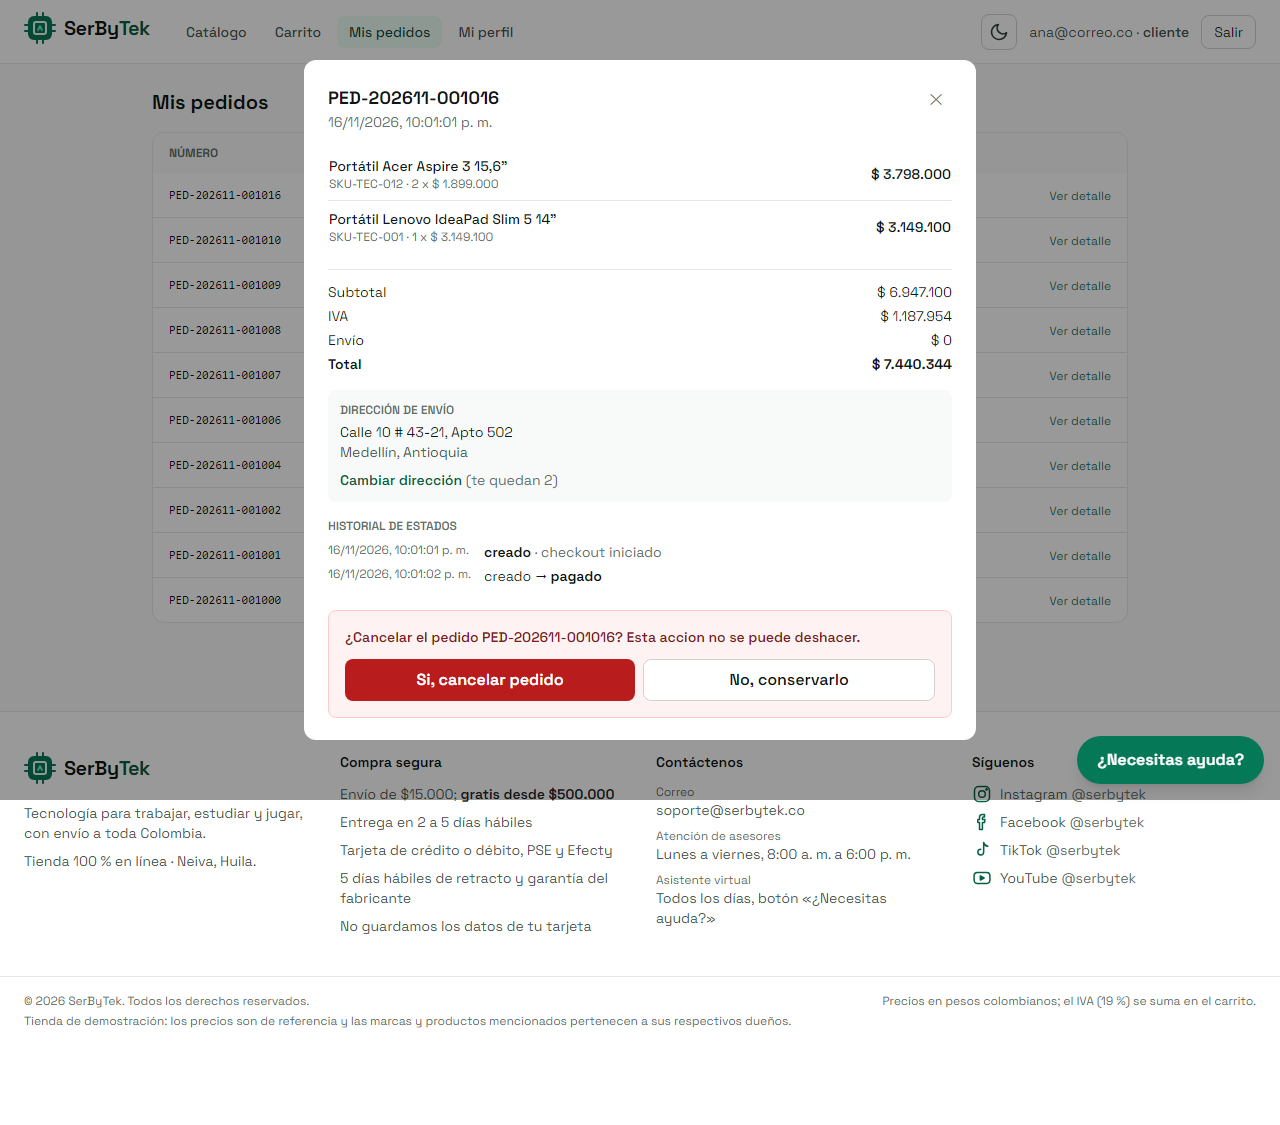 SerByTek
Catálogo
Carrito
Mis pedidos
Mi perfil
ana@correo.co · cliente
Salir
Mis pedidos
NÚMERO
PED-202611-001016
Ver detalle
PED-202611-001010
Ver detalle
PED-202611-001009
Ver detalle
PED-202611-001008
Ver detalle
PED-202611-001007
Ver detalle
PED-202611-001006
Ver detalle
PED-202611-001004
Ver detalle
PED-202611-001002
Ver detalle
PED-202611-001001
Ver detalle
PED-202611-001000
Ver detalle
PED-202611-001016
16/11/2026, 10:01:01 p. m.
Portátil Acer Aspire 3 15,6”
SKU-TEC-012 · 2 x $ 1.899.000
$ 3.798.000
Portátil Lenovo IdeaPad Slim 5 14”
SKU-TEC-001 · 1 x $ 3.149.100
$ 3.149.100
Subtotal
$ 6.947.100
IVA
$ 1.187.954
Envío
$ 0
Total
$ 7.440.344
DIRECCIÓN DE ENVÍO
Calle 10 # 43-21, Apto 502
Medellín, Antioquia
Cambiar dirección (te quedan 2)
HISTORIAL DE ESTADOS
16/11/2026, 10:01:01 p. m. creado · checkout iniciado
16/11/2026, 10:01:02 p. m. creado → pagado
¿Cancelar el pedido PED-202611-001016? Esta accion no se puede deshacer.
Si, cancelar pedido
No, conservarlo
SerByTek
Tecnología para trabajar, estudiar y jugar,
con envío a toda Colombia.
Tienda 100 % en línea · Neiva, Huila.
Compra segura
Envío de $15.000; gratis desde $500.000
Entrega en 2 a 5 días hábiles
Tarjeta de crédito o débito, PSE y Efecty
5 días hábiles de retracto y garantía del
fabricante
No guardamos los datos de tu tarjeta
Contáctenos
Correo
soporte@serbytek.co
Atención de asesores
Lunes a viernes, 8:00 a. m. a 6:00 p. m.
Asistente virtual
Todos los días, botón «¿Necesitas
ayuda?»
Síguenos
¿Necesitas ayuda?
Instagram @serbytek
Facebook @serbytek
TikTok @serbytek
YouTube @serbytek
© 2026 SerByTek. Todos los derechos reservados.
Precios en pesos colombianos; el IVA (19 %) se suma en el carrito.
Tienda de demostración: los precios son de referencia y las marcas y productos mencionados pertenecen a sus respectivos dueños.